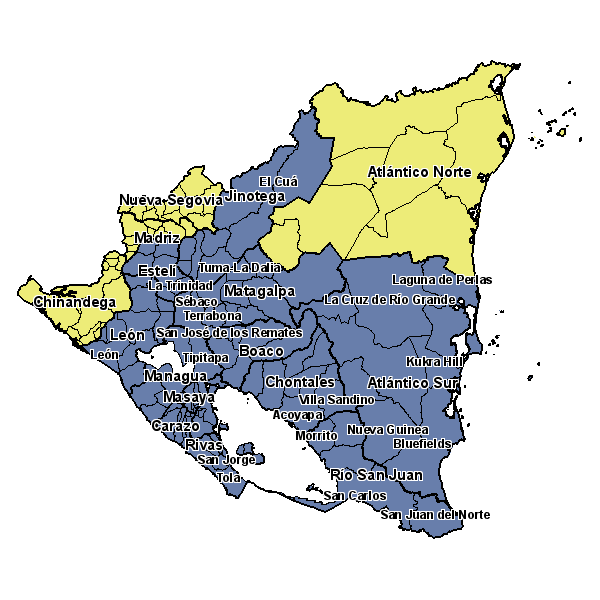 Atlántico Norte
El Cuá
Nueva Segovia
Jinotega
Madriz
Estelí
Tuma-La Dalia
Laguna de Perlas
La Trinidad
Matagalpa
Chinandega
Sébaco
La Cruz de Río Grande
Terrabona
León
San José de los Remates
León
Tipitapa
Boaco
Kukra Hill
Managua
Chontales
Atlántico Sur
Masaya
Villa Sandino
Acoyapa
Carazo
Morrito
Nueva Guinea
Rivas
Bluefields
San Jorge
Tola
Río San Juan
San Carlos
San Juan del Norte